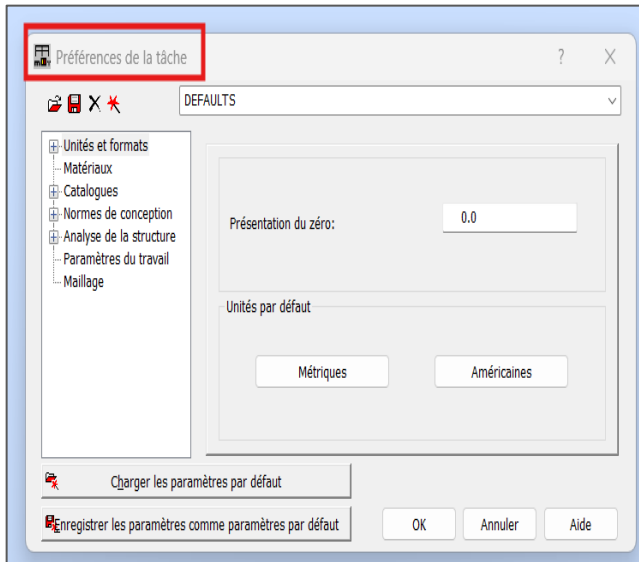 Préférences de la tâche
DEFAULTS
Unités et formats
Matériaux
Catalogues
Normes de conception
Analyse de la structure
Paramètres du travail
Maillage
Présentation du zéro:
0.0
Unités par défaut
Métriques
Américaines
Charger les paramètres par défaut
Enregistrer les paramètres comme paramètres par défaut
OK
Annuler
Aide